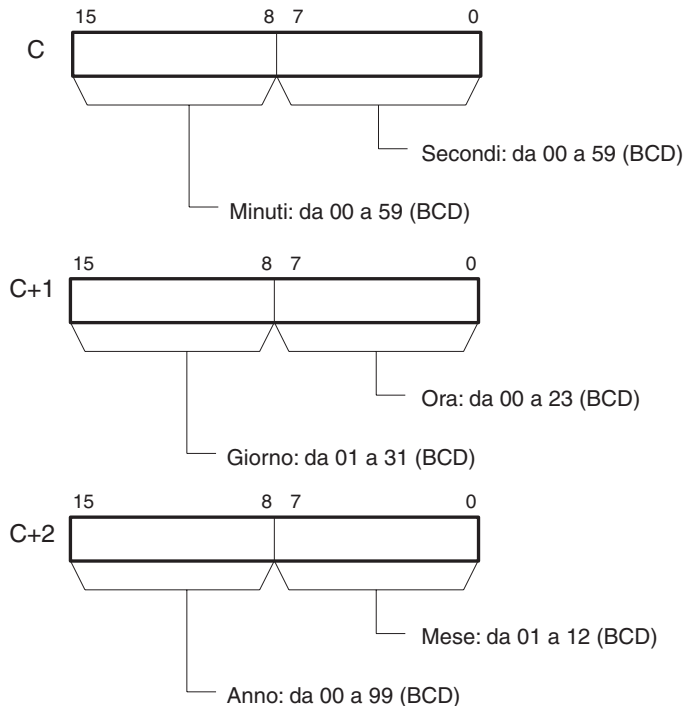 15 8 7 0
C
Secondi: da 00 a 59 (BCD)
Minuti: da 00 a 59 (BCD)
15 8 7 0
C+1
Ora: da 00 a 23 (BCD)
Giorno: da 01 a 31 (BCD)
15 8 7 0
C+2
Mese: da 01 a 12 (BCD)
Anno: da 00 a 99 (BCD)